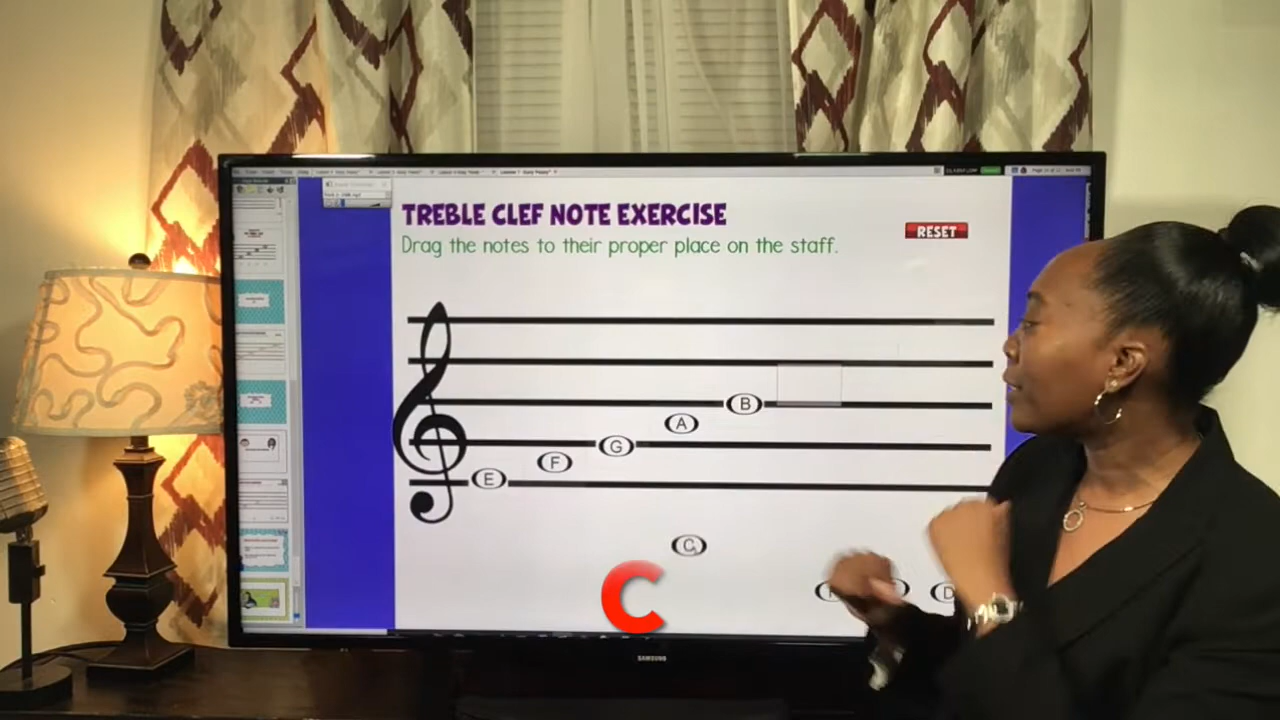 TREBLE CLEF NOTE EXERCISE
RESET
Drag the notes to their proper place on the staff.
B
A
G
F
E
C
D
C
SAMSUNG